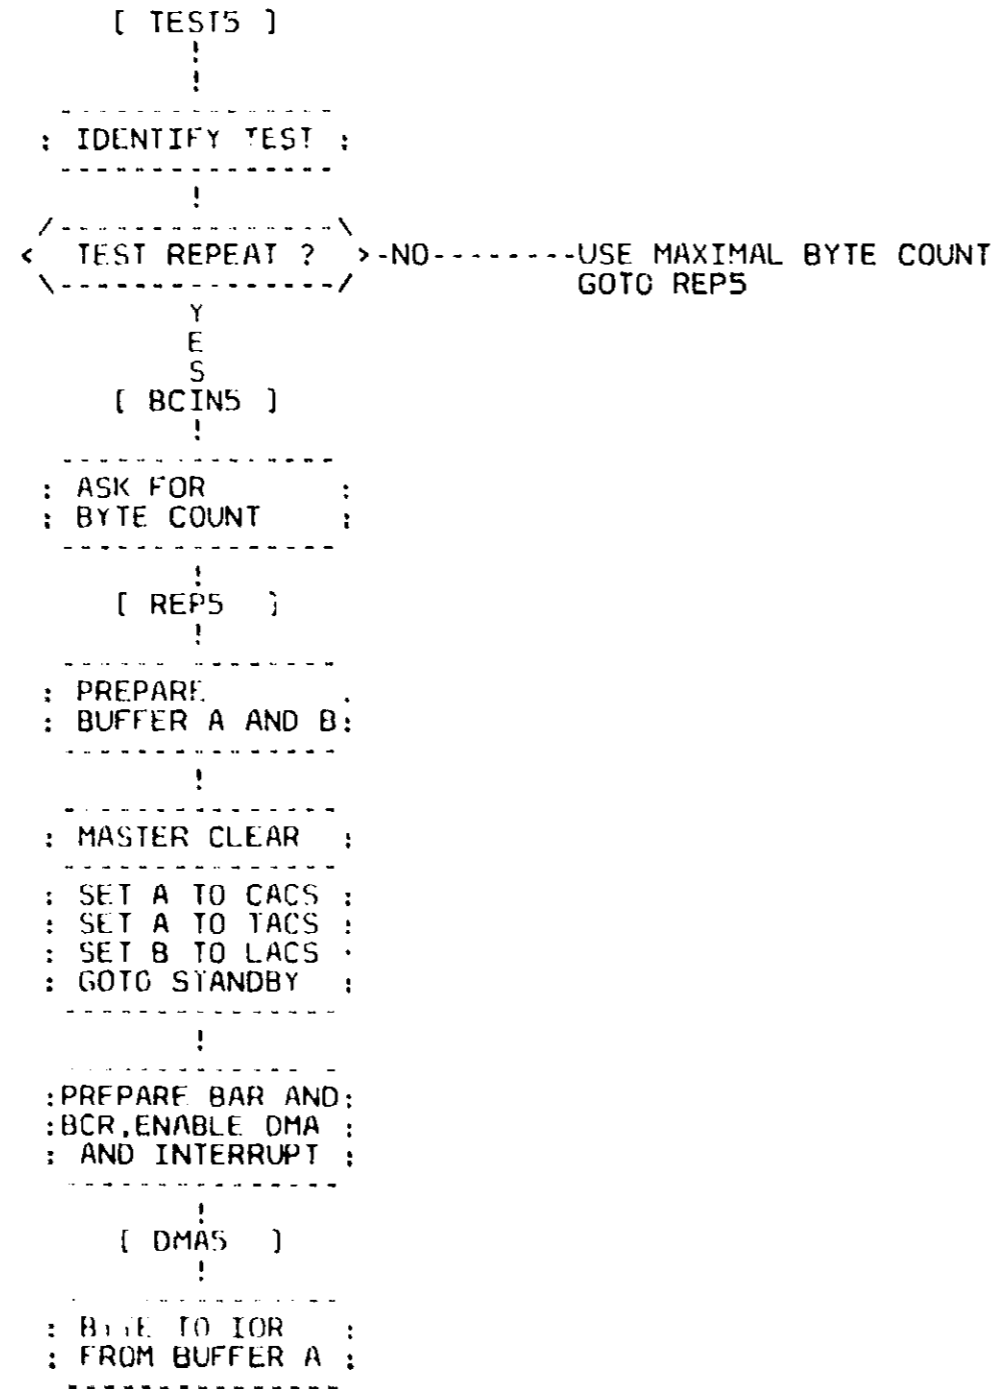 [ TEST5 ]
!
!
---------------
: IDENTIFY TEST :
---------------
!
/---------------\
< TEST REPEAT ? >-NO--------USE MAXIMAL BYTE COUNT
\---------------/ GOTO REP5
Y
E
S
[ BCIN5 ]
!
---------------
: ASK FOR :
: BYTE COUNT :
---------------
!
[ REP5 ]
!
---------------
: PREPARE :
: BUFFER A AND B:
---------------
!
---------------
: MASTER CLEAR :
---------------
: SET A TO CACS :
: SET A TO TACS :
: SET B TO LACS :
: GOTO STANDBY :
---------------
!
---------------
:PREPARE BAR AND:
:BCR,ENABLE DMA :
: AND INTERRUPT :
---------------
!
[ DMA5 ]
!
---------------
: BYTE TO IOR :
: FROM BUFFER A :
---------------